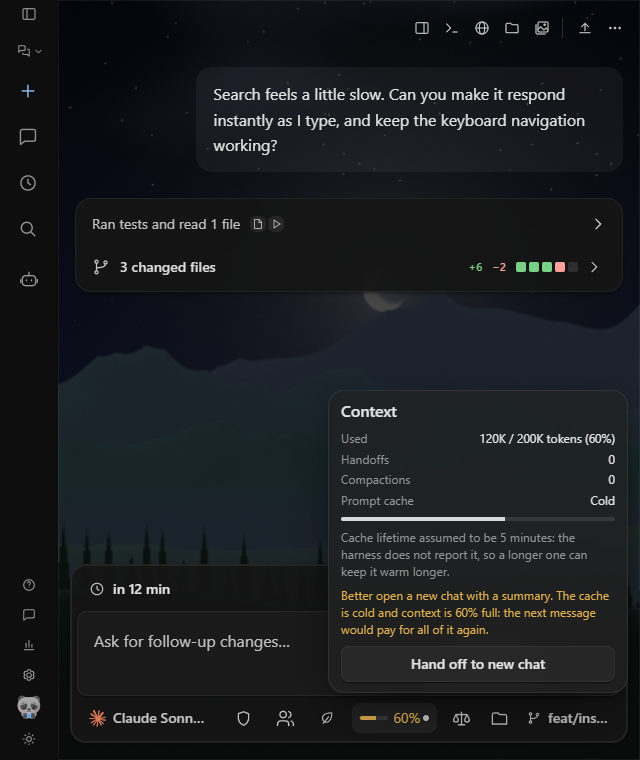 Search feels a little slow. Can you make it respond
instantly as I type, and keep the keyboard navigation
working?
Ran tests and read 1 file
3 changed files +6 −2
Context
Used 120K / 200K tokens (60%)
Handoffs 0
Compactions 0
Prompt cache Cold
Cache lifetime assumed to be 5 minutes: the
harness does not report it, so a longer one can
keep it warm longer.
Better open a new chat with a summary. The cache
is cold and context is 60% full: the next message
would pay for all of it again.
Hand off to new chat
in 12 min
Ask for follow-up changes...
Claude Sonn... 60% feat/ins...